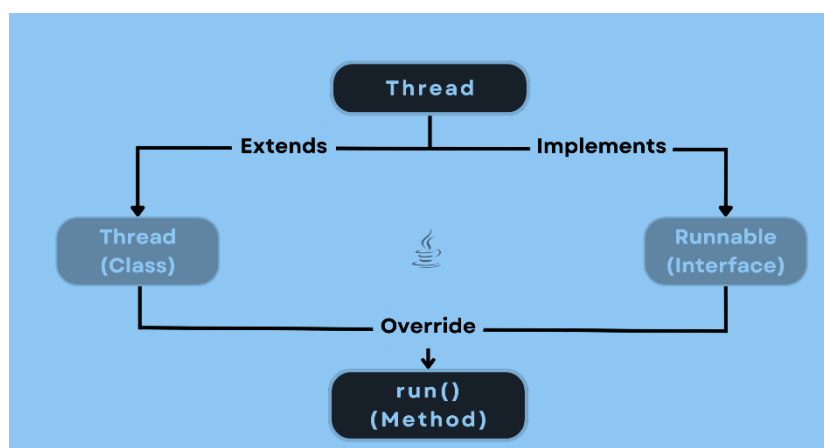 Thread
Extends
Implements
Thread
(Class)
Runnable
(Interface)
Override
run()
(Method)